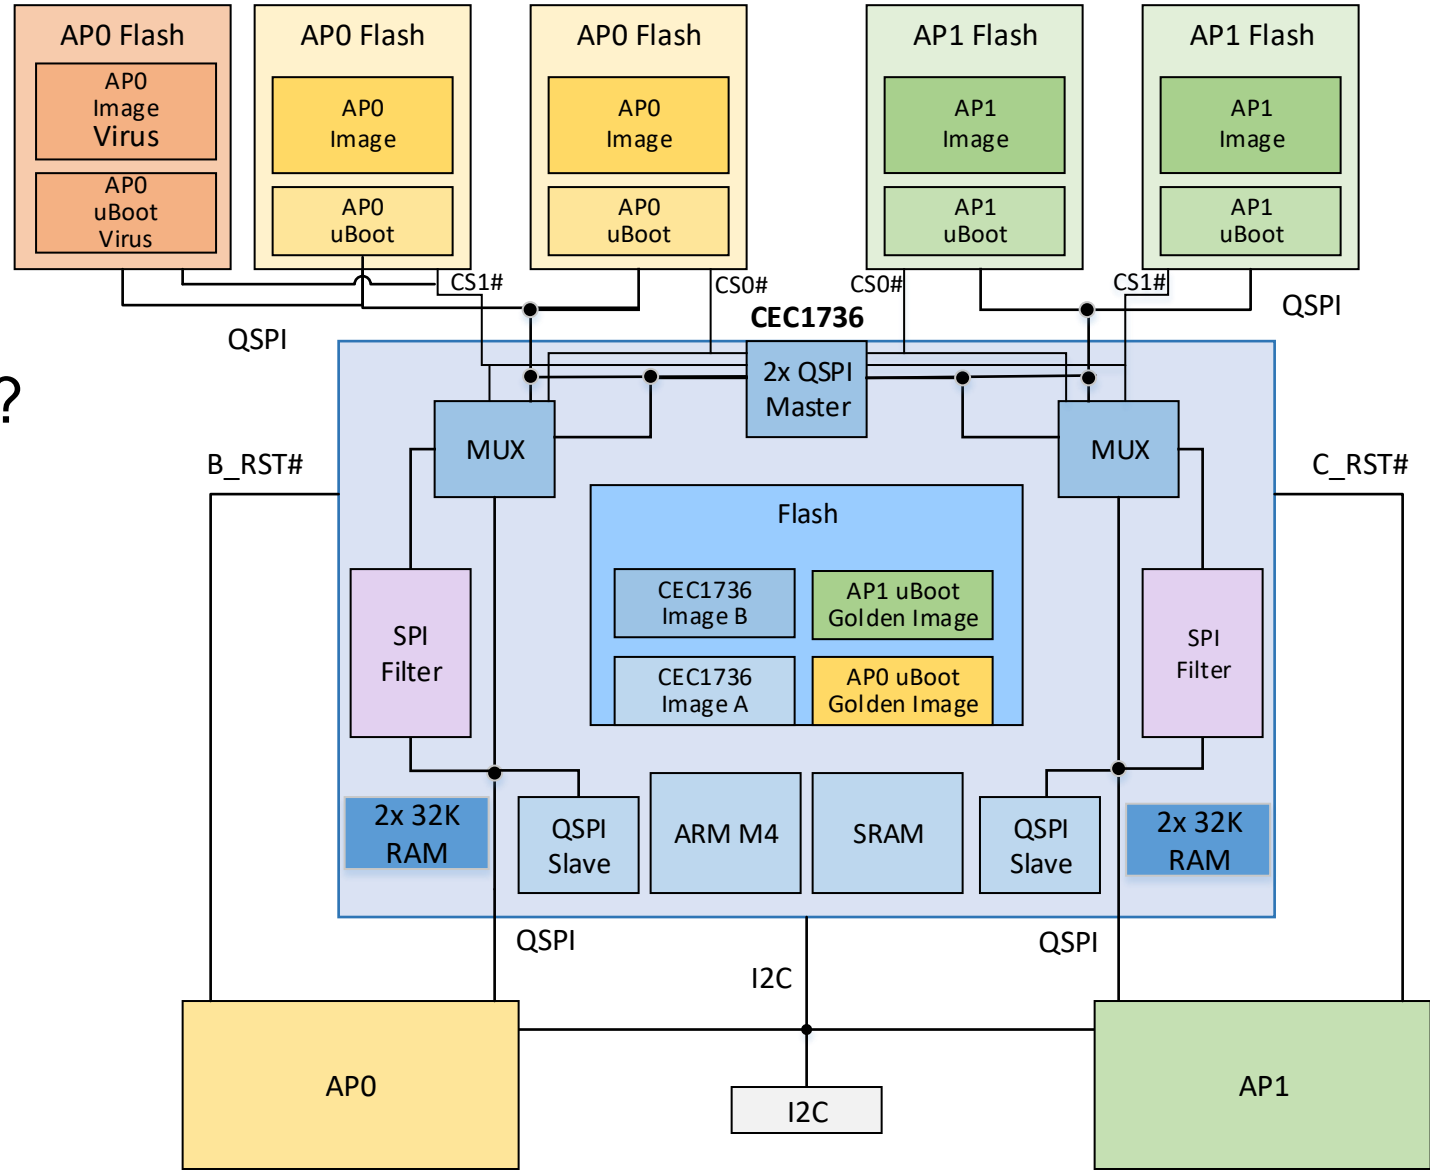 AP0 Flash
AP0
Image
Virus
AP0
uBoot
Virus
AP0 Flash
AP0
Image
AP0
uBoot
AP0 Flash
AP0
Image
AP0
uBoot
AP1 Flash
AP1
Image
AP1
uBoot
AP1 Flash
AP1
Image
AP1
uBoot
CS1#
CS0#
CS0#
CS1#
QSPI
QSPI
CEC1736
?
2x QSPI
Master
MUX
MUX
B_RST#
C_RST#
Flash
CEC1736
Image B
AP1 uBoot
Golden Image
CEC1736
Image A
AP0 uBoot
Golden Image
SPI
Filter
SPI
Filter
2x 32K
RAM
QSPI
Slave
ARM M4
SRAM
QSPI
Slave
2x 32K
RAM
QSPI
QSPI
I2C
AP0
I2C
AP1